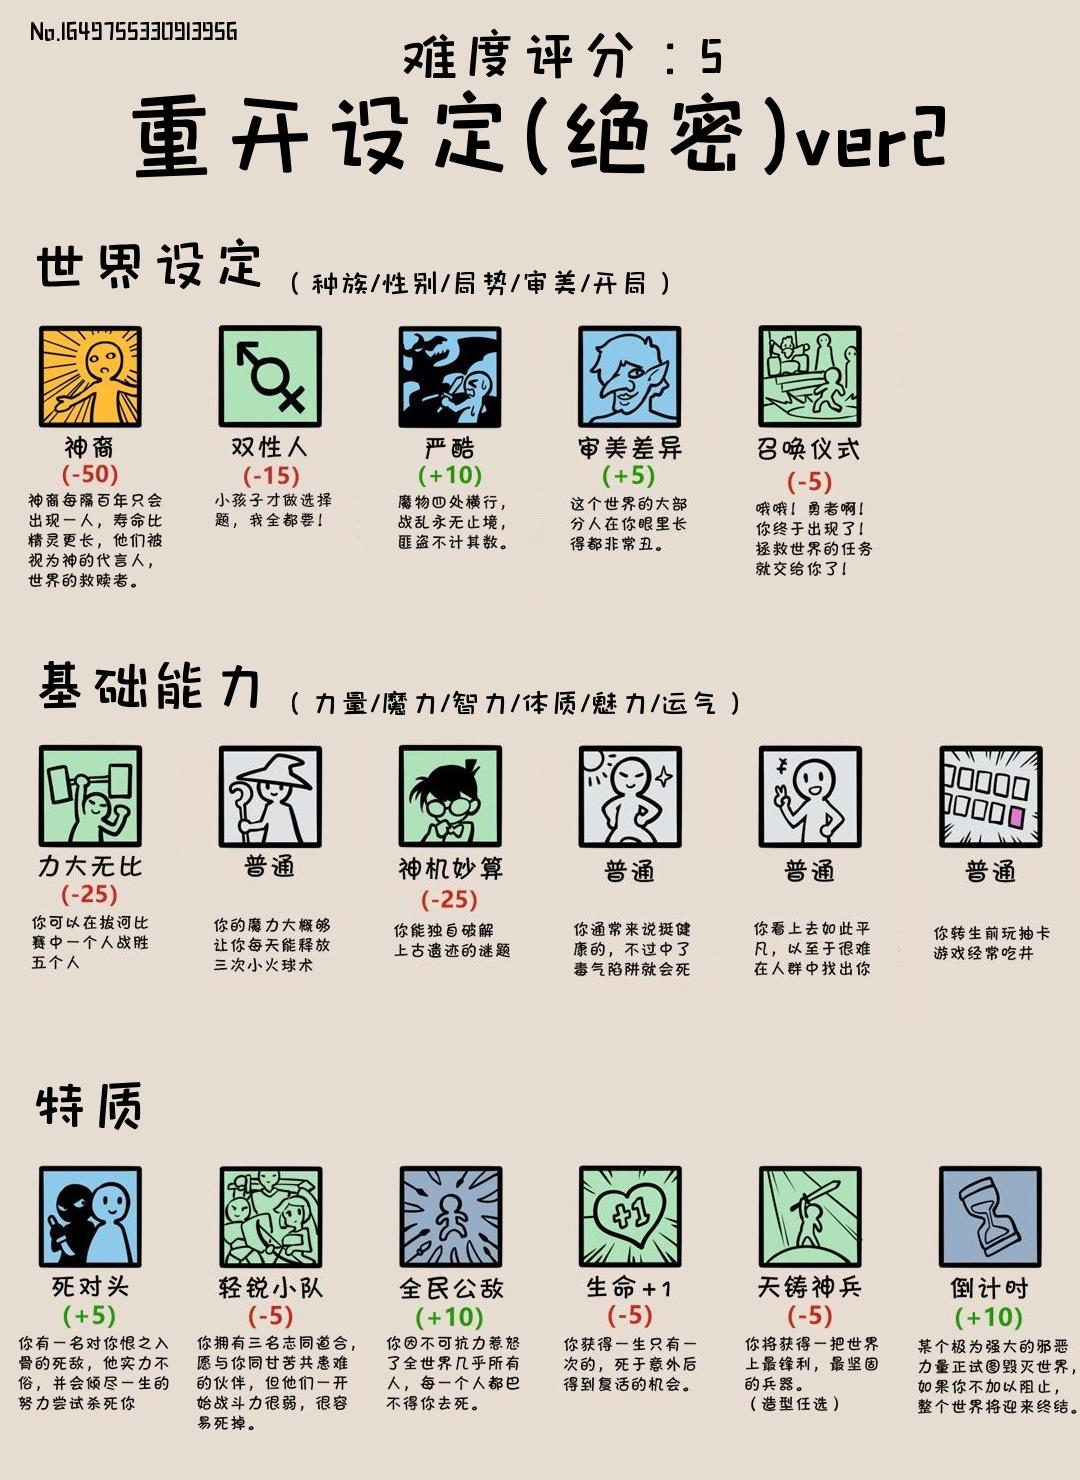 No.1649755330913956
难度评分：5
重开设定(绝密)ver2
世界设定（种族/性别/局势/审美/开局）
神裔
(-50)
神裔每隔百年只会
出现一人，寿命比
精灵更长，他们被
视为神的代言人，
世界的救赎者。
双性人
(-15)
小孩子才做选择
题，我全都要！
严酷
(+10)
魔物四处横行，
战乱永无止境，
匪盗不计其数。
审美差异
(+5)
这个世界的大部
分人在你眼里长
得都非常丑。
召唤仪式
(-5)
哦哦！勇者啊！
你终于出现了！
拯救世界的任务
就交给你了！
基础能力（力量/魔力/智力/体质/魅力/运气）
力大无比
(-25)
你可以在拔河比
赛中一个人战胜
五个人
普通
你的魔力大概够
让你每天能释放
三次小火球术
神机妙算
(-25)
你能独自破解
上古遗迹的谜题
普通
你通常来说挺健
康的，不过中了
毒气陷阱就会死
普通
你看上去如此平
凡，以至于很难
在人群中找出你
普通
你转生前玩抽卡
游戏经常吃井
特质
死对头
(+5)
你有一名对你恨之入
骨的死敌，他实力不
俗，并会倾尽一生的
努力尝试杀死你
轻锐小队
(-5)
你拥有三名志同道合，
愿与你同甘苦共患难
的伙伴，但他们一开
始战斗力很弱，很容
易死掉。
全民公敌
(+10)
你因不可抗力惹怒
了全世界几乎所有
人，每一个人都巴
不得你去死。
+1
生命+1
(-5)
你获得一生只有一
次的，死于意外后
得到复活的机会。
天铸神兵
(-5)
你将获得一把世界
上最锋利，最坚固
的兵器。
（造型任选）
倒计时
(+10)
某个极为强大的邪恶
力量正试图毁灭世界，
如果你不加以阻止，
整个世界将迎来终结。